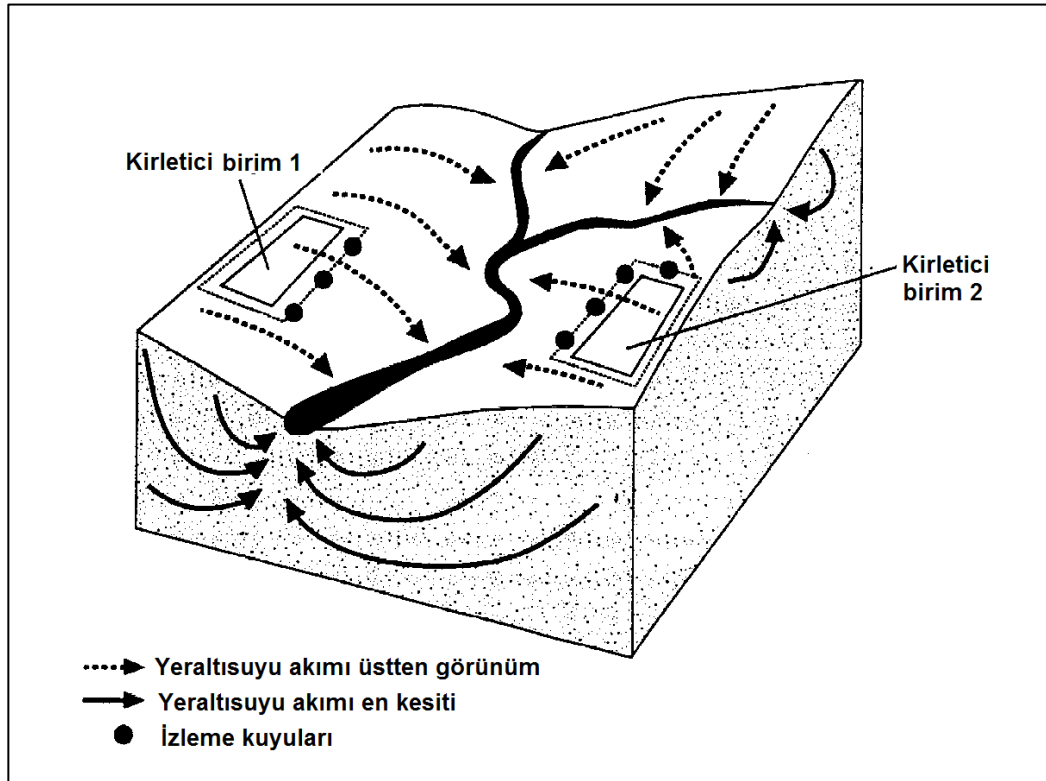 Kirletici birim 1
Kirletici
birim 2
Yeraltısuyu akımı üstten görünüm
Yeraltısuyu akımı en kesiti
İzleme kuyuları